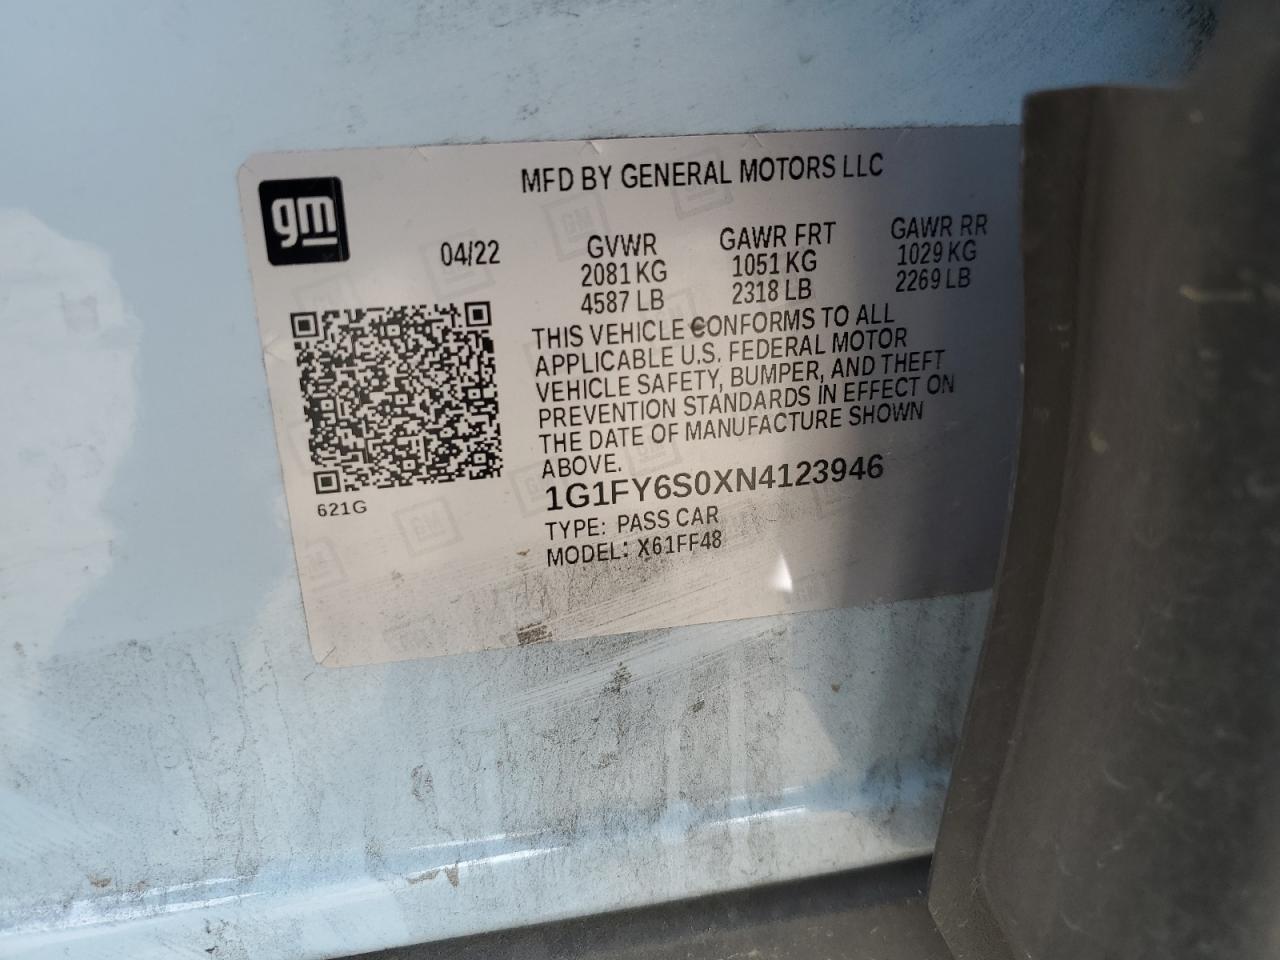 MFD BY GENERAL MOTORS LLC
gm
04/22
GVWR GAWR FRT GAWR RR
2081 KG 1051 KG 1029 KG
4587 LB 2318 LB 2269 LB
THIS VEHICLE CONFORMS TO ALL
APPLICABLE U.S. FEDERAL MOTOR
VEHICLE SAFETY, BUMPER, AND THEFT
PREVENTION STANDARDS IN EFFECT ON
THE DATE OF MANUFACTURE SHOWN
ABOVE.
1G1FY6S0XN4123946
621G
TYPE: PASS CAR
MODEL: X61FF48